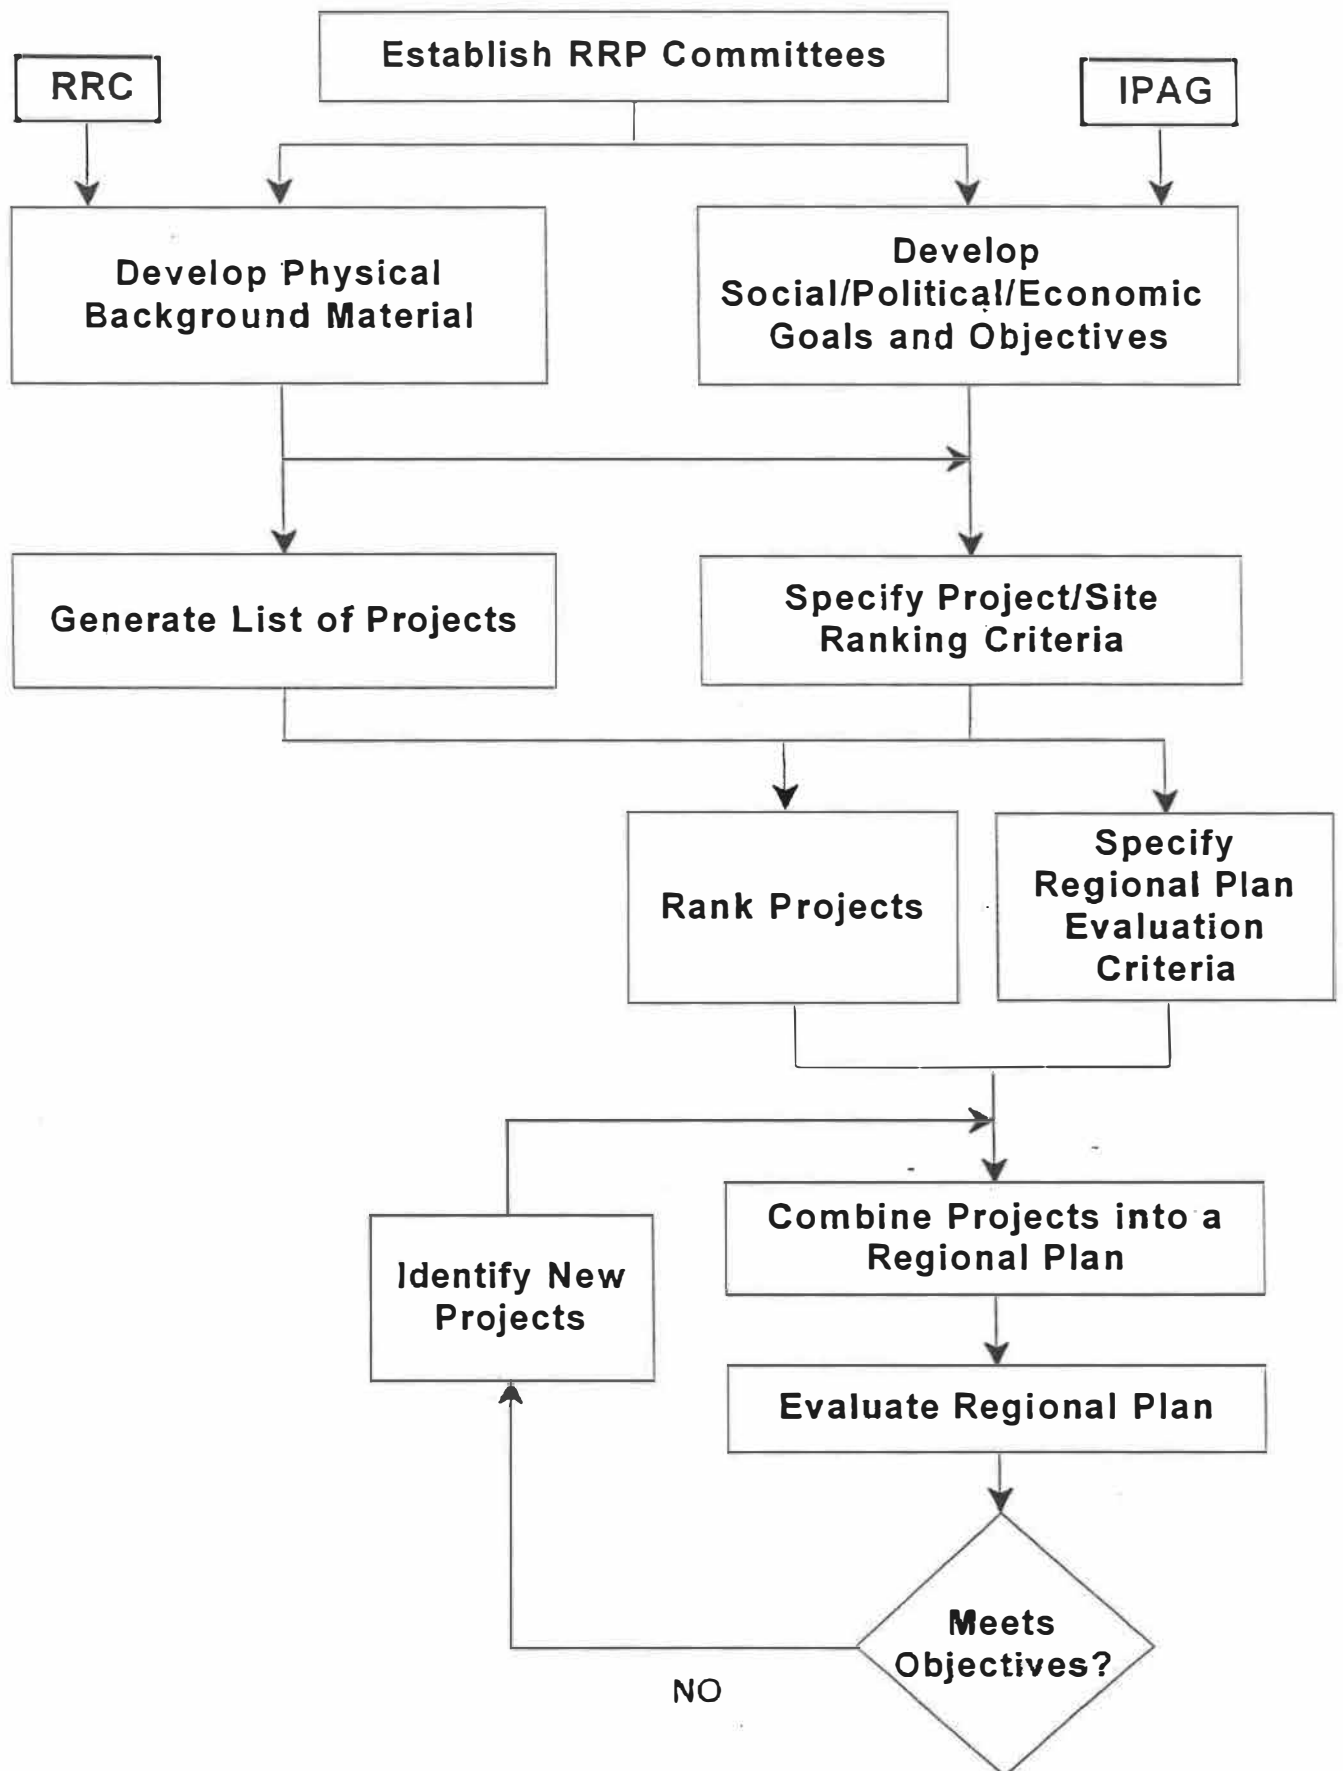 Establish RRP Committees
RRC
IPAG
Develop Physical
Background Material
Develop
Social/Political/Economic
Goals and Objectives
Generate List of Projects
Specify Project/Site
Ranking Criteria
Rank Projects
Specify
Regional Plan
Evaluation
Criteria
Combine Projects into a
Regional Plan
Identify New
Projects
Evaluate Regional Plan
Meets
Objectives?
NO